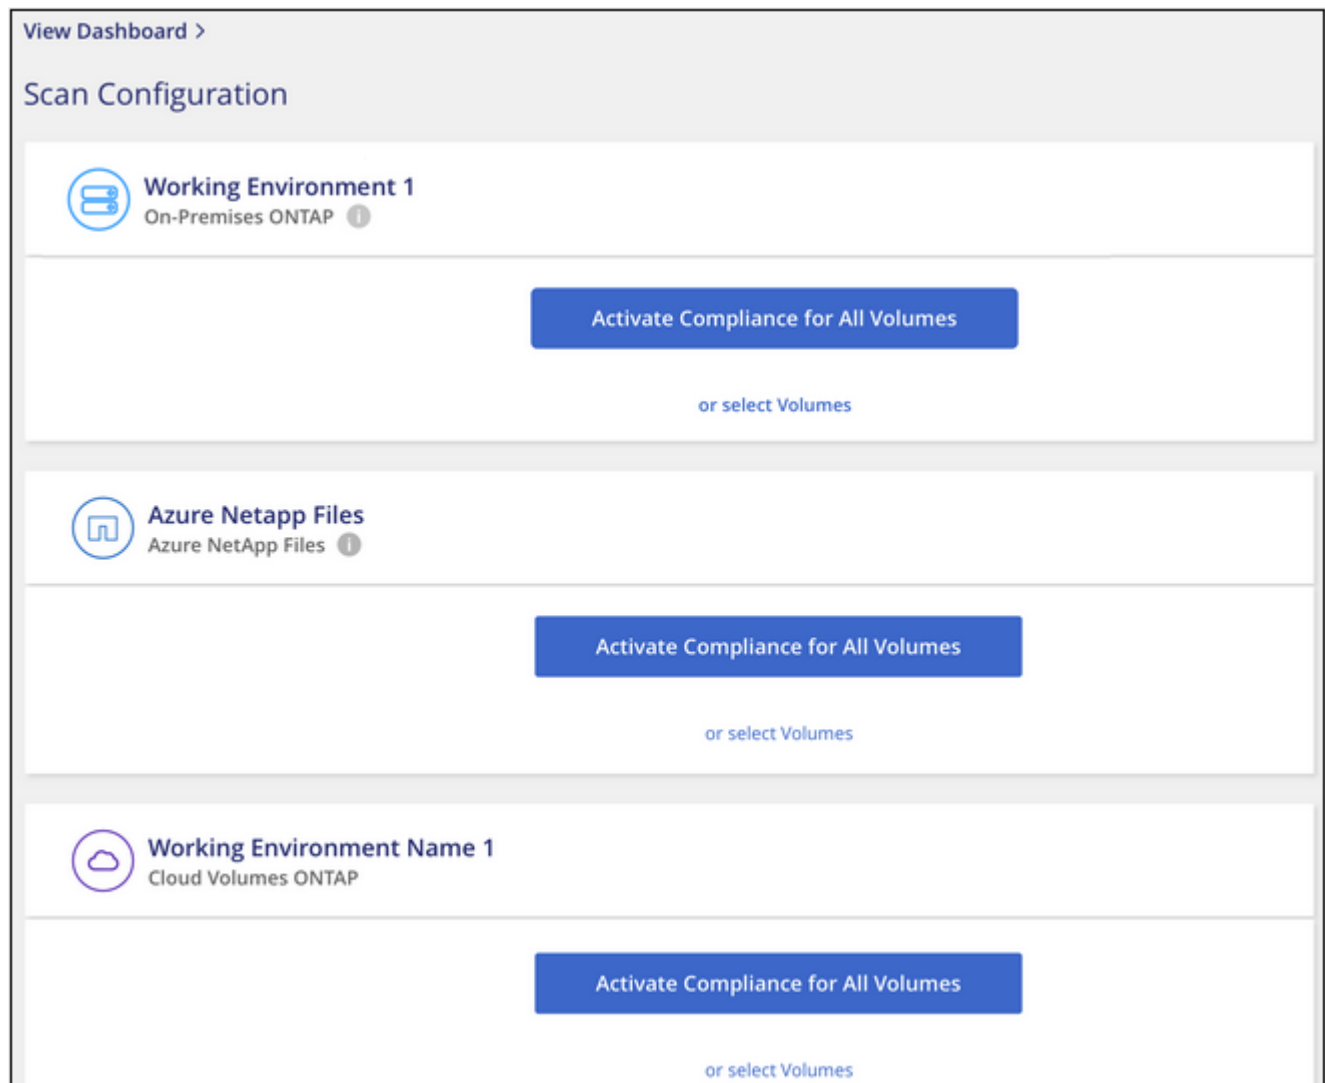 View Dashboard >
Scan Configuration
Working Environment 1
On-Premises ONTAP
Activate Compliance for All Volumes
or select Volumes
Azure Netapp Files
Azure NetApp Files
Activate Compliance for All Volumes
or select Volumes
Working Environment Name 1
Cloud Volumes ONTAP
Activate Compliance for All Volumes
or select Volumes